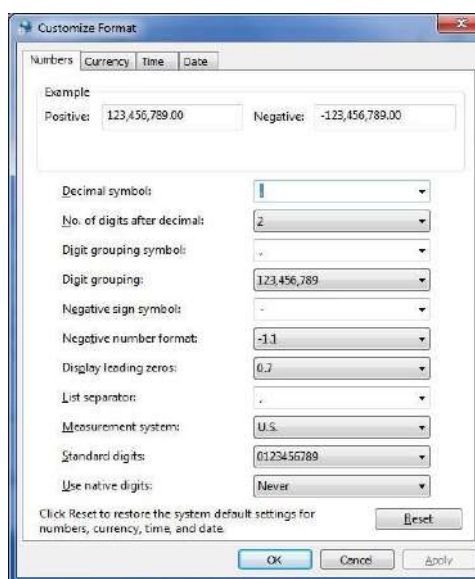 Customize Format
Numbers Currency Time Date
Example
Positive: 123,456,789.00 Negative: -123,456,789.00
Decimal symbol: .
No. of digits after decimal: 2
Digit grouping symbol: ,
Digit grouping: 123,456,789
Negative sign symbol: -
Negative number format: -1.1
Display leading zeros: 0.7
List separator: ,
Measurement system: U.S.
Standard digits: 0123456789
Use native digits: Never
Click Reset to restore the system default settings for
numbers, currency, time, and date.
Reset
OK Cancel Apply